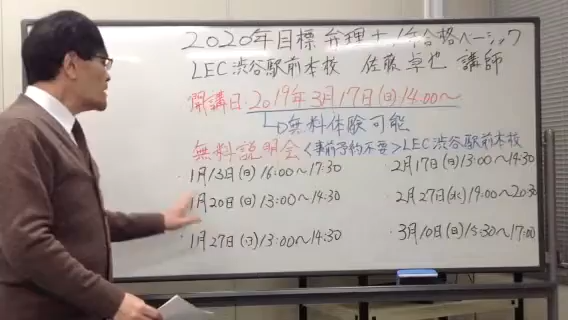 2020年目標 弁理士1年合格ベーシック
LEC渋谷駅前本校 佐藤卓也 講師
開講日・2019年3月17日(日)14:00〜
→無料体験可能
無料説明会<事前予約不要>LEC渋谷駅前本校
・1月13日(日)16:00〜17:30
・1月20日(日)13:00〜14:30
・1月27日(日)13:00〜14:30
・2月17日(日)13:00〜14:30
・2月27日(水)19:00〜20:30
・3月10日(日)15:30〜17:00